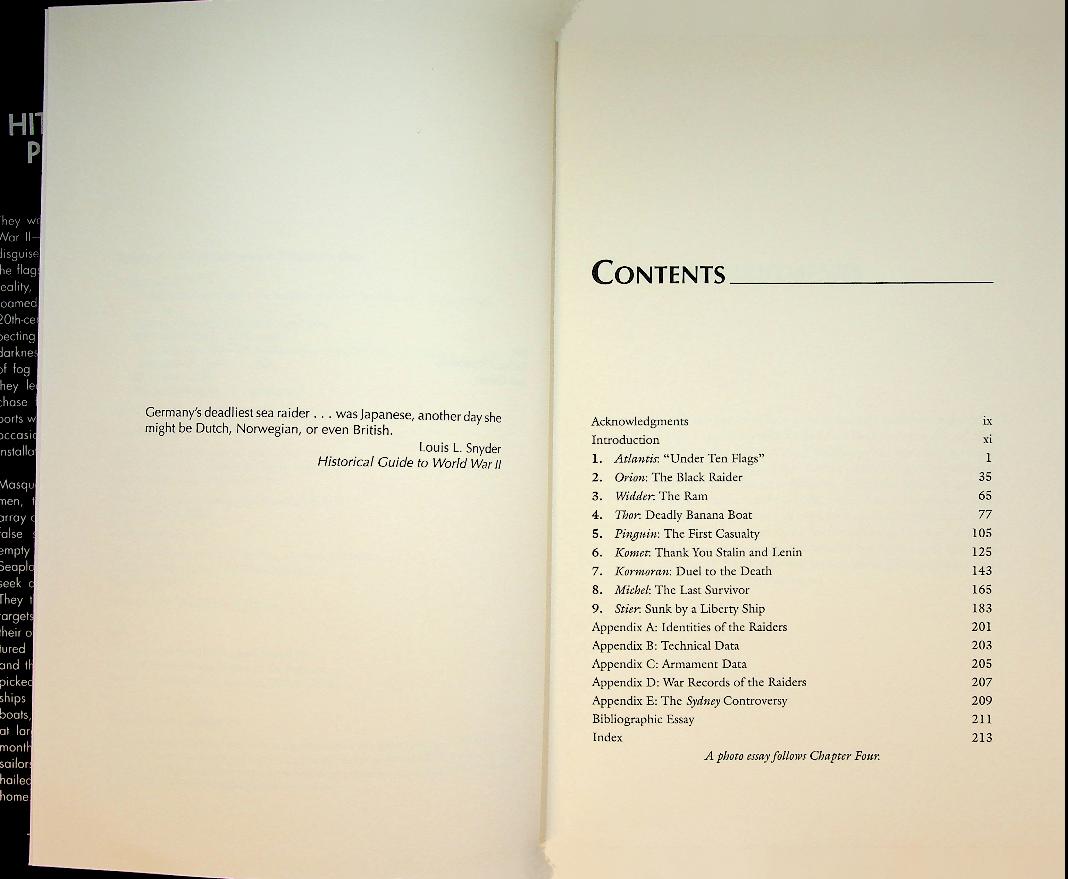 HIT
P
Germany's deadliest sea raider . . . was Japanese, another day she
might be Dutch, Norwegian, or even British.
Louis L. Snyder
Historical Guide to World War II
CONTENTS
Acknowledgments ix
Introduction xi
1. Atlantis: “Under Ten Flags” 1
2. Orion: The Black Raider 35
3. Widder: The Ram 65
4. Thor: Deadly Banana Boat 77
5. Pinguin: The First Casualty 105
6. Komet: Thank You Stalin and Lenin 125
7. Kormoran: Duel to the Death 143
8. Michel: The Last Survivor 165
9. Stier: Sunk by a Liberty Ship 183
Appendix A: Identities of the Raiders 201
Appendix B: Technical Data 203
Appendix C: Armament Data 205
Appendix D: War Records of the Raiders 207
Appendix E: The Sydney Controversy 209
Bibliographic Essay 211
Index 213
A photo essay follows Chapter Four.